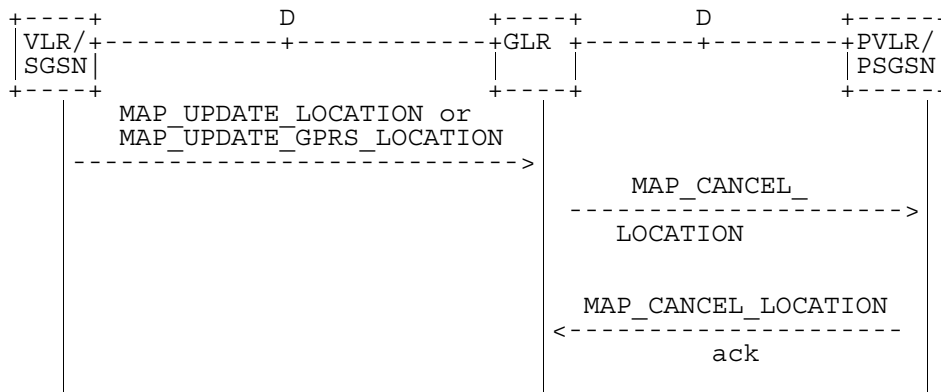 D D
VLR/ GLR PVLR/
SGSN PSGSN
MAP_UPDATE_LOCATION or
MAP_UPDATE_GPRS_LOCATION
MAP_CANCEL_
LOCATION
MAP_CANCEL_LOCATION
ack